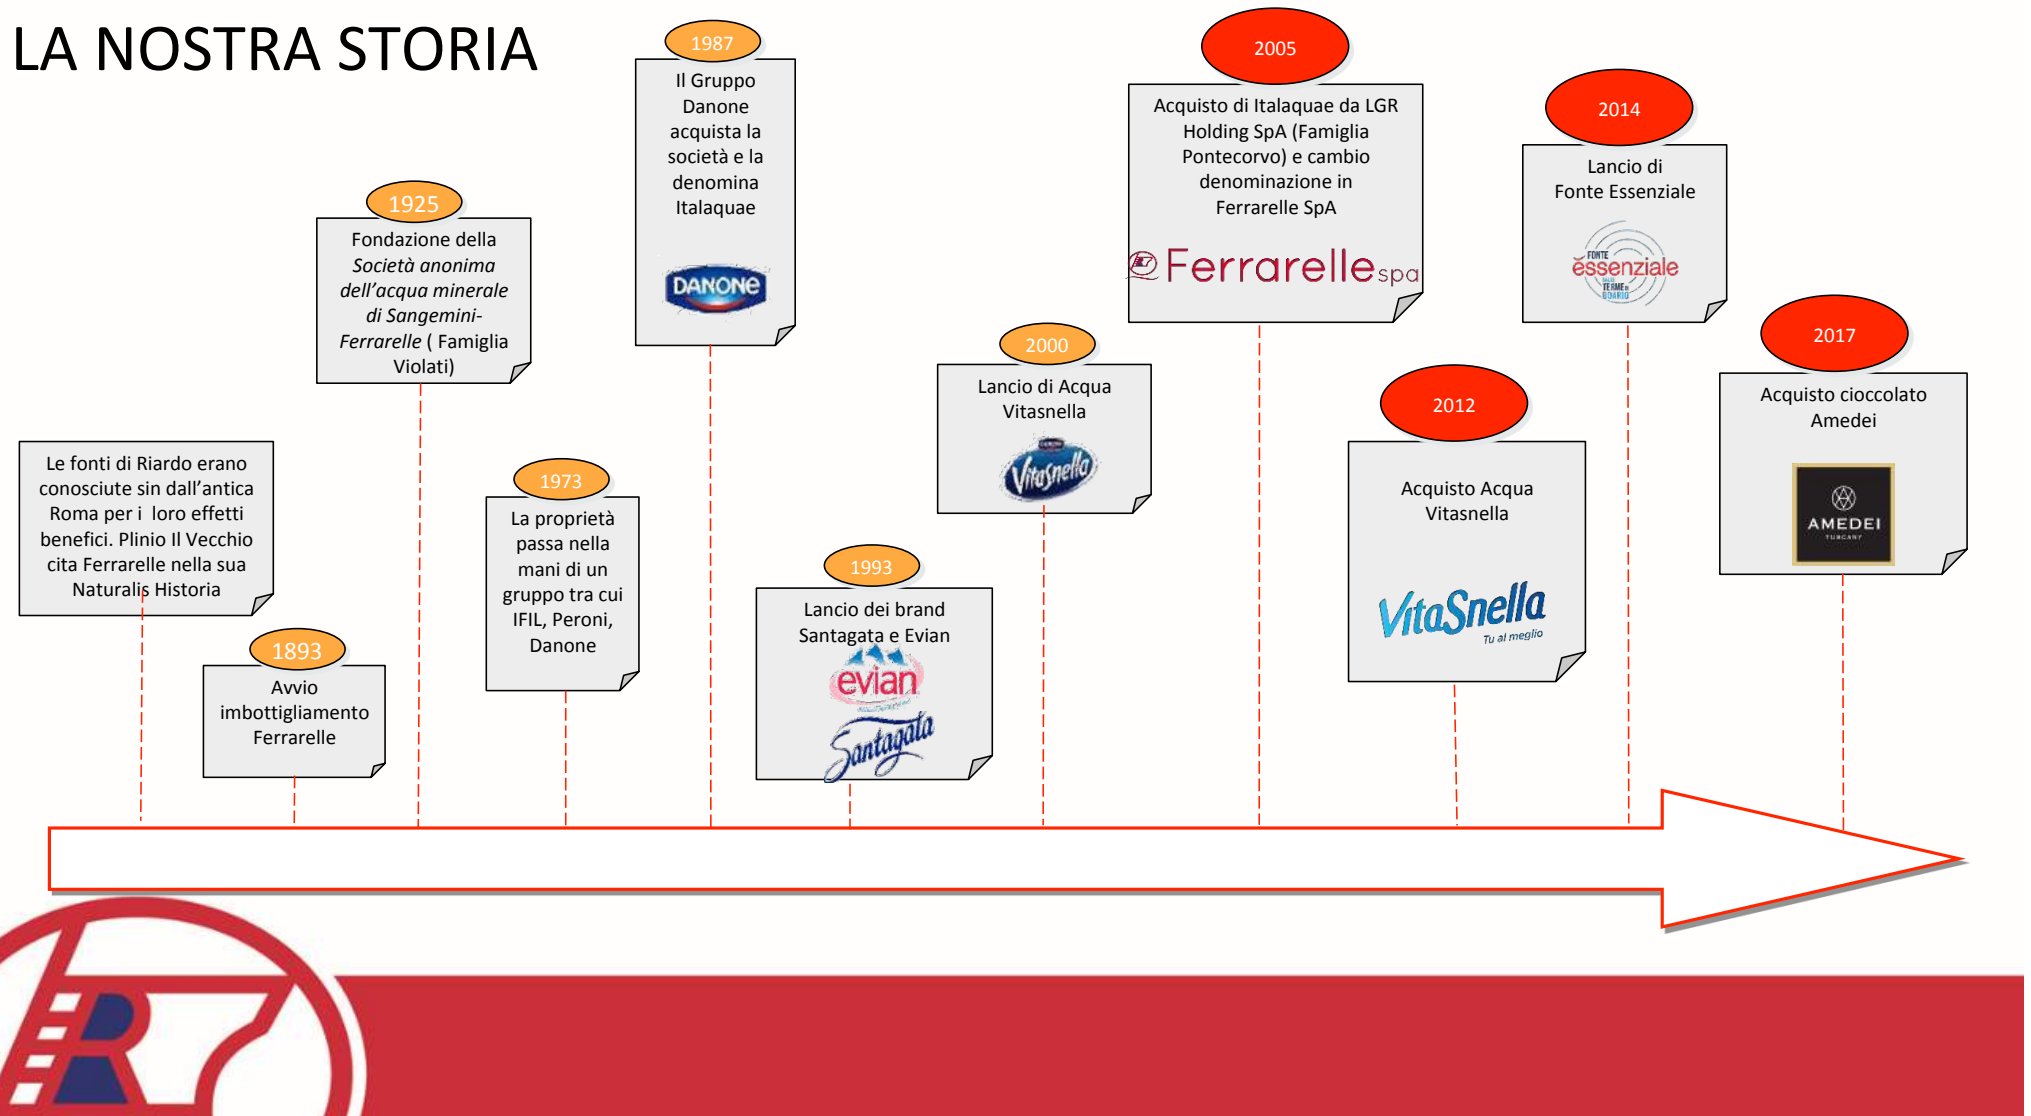 LA NOSTRA STORIA
Le fonti di Riardo erano
conosciute sin dall'antica
Roma per i loro effetti
benefici. Plinio Il Vecchio
cita Ferrarelle nella sua
Naturalis Historia
1893
Avvio
imbottigliamento
Ferrarelle
1925
Fondazione della
Società anonima
dell'acqua minerale
di Sangemini-
Ferrarelle ( Famiglia
Violati)
1973
La proprietà
passa nella
mani di un
gruppo tra cui
IFIL, Peroni,
Danone
1987
Il Gruppo
Danone
acquista la
società e la
denomina
Italaquae
DANONE
1993
Lancio dei brand
Santagata e Evian
evian
Santagata
2000
Lancio di Acqua
Vitasnella
Vitasnella
2005
Acquisto di Italaquae da LGR
Holding SpA (Famiglia
Pontecorvo) e cambio
denominazione in
Ferrarelle SpA
Ferrarelle spa
2012
Acquisto Acqua
Vitasnella
VitaSnella
Tu al meglio
2014
Lancio di
Fonte Essenziale
FONTE
essenziale
TERME DI
BOARIO
2017
Acquisto cioccolato
Amedei
AMEDEI
TUSCANY
R